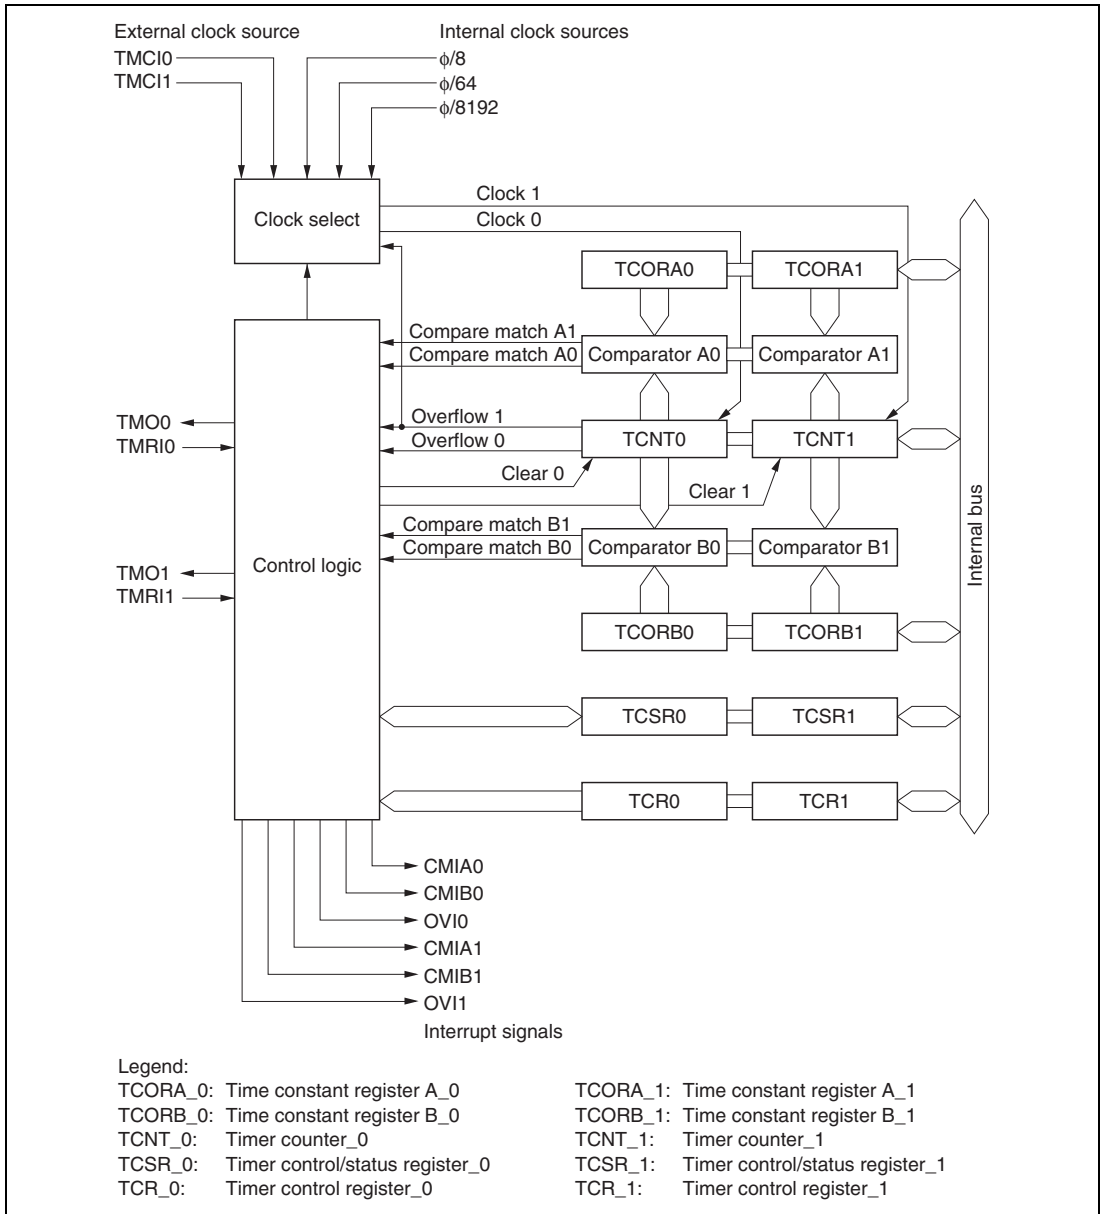 External clock source
Internal clock sources
TMCI0
ϕ/8
TMCI1
ϕ/64
ϕ/8192
Clock 1
Clock select
Clock 0
TCORA0
TCORA1
Compare match A1
Compare match A0
Comparator A0
Comparator A1
TMO0
Overflow 1
TMRI0
Overflow 0
TCNT0
TCNT1
Clear 0
Clear 1
Internal bus
Compare match B1
Compare match B0
Comparator B0
Comparator B1
Control logic
TMO1
TMRI1
TCORB0
TCORB1
TCSR0
TCSR1
TCR0
TCR1
CMIA0
CMIB0
OVI0
CMIA1
CMIB1
OVI1
Interrupt signals
Legend:
TCORA_0: Time constant register A_0
TCORA_1: Time constant register A_1
TCORB_0: Time constant register B_0
TCORB_1: Time constant register B_1
TCNT_0: Timer counter_0
TCNT_1: Timer counter_1
TCSR_0: Timer control/status register_0
TCSR_1: Timer control/status register_1
TCR_0: Timer control register_0
TCR_1: Timer control register_1